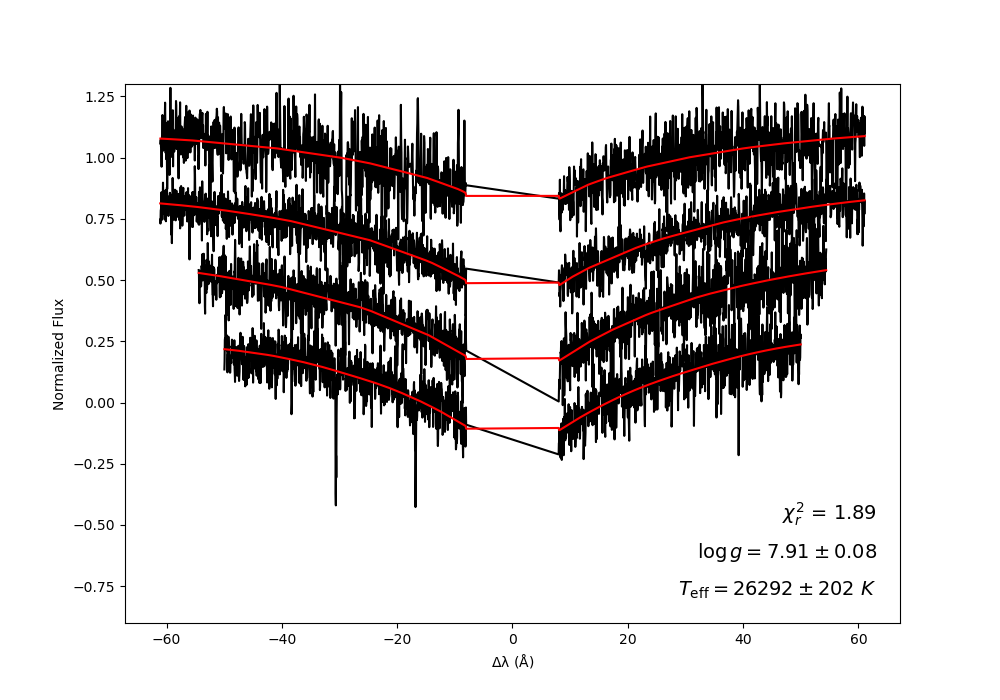 1.25
1.00
0.75
0.50
0.25
0.00
−0.25
−0.50
−0.75
Normalized Flux
χ²ᵣ = 1.89
log g = 7.91 ± 0.08
T_eff = 26292 ± 202 K
−60 −40 −20 0 20 40 60
Δλ (Å)